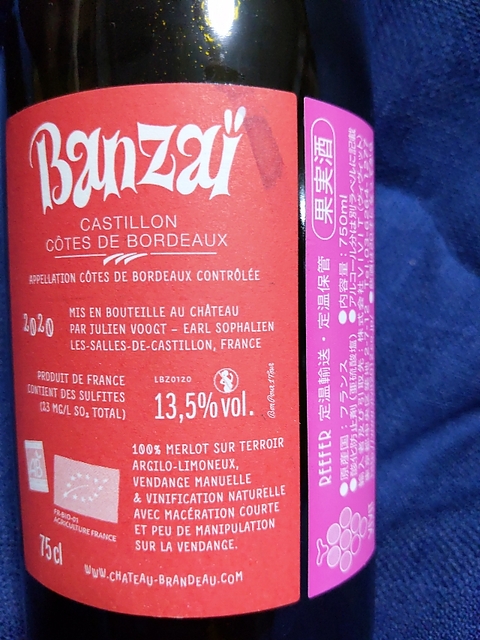 Banzaï
CASTILLON
CÔTES DE BORDEAUX
APPELLATION CÔTES DE BORDEAUX CONTRÔLÉE
2020
MIS EN BOUTEILLE AU CHÂTEAU
PAR JULIEN VOOGT – EARL SOPHALIEN
LES-SALLES-DE-CASTILLON, FRANCE
PRODUIT DE FRANCE
CONTIENT DES SULFITES
(23 MG/L SO₂ TOTAL)
LBZ0120
13,5% vol.
100% MERLOT SUR TERROIR
ARGILO-LIMONEUX,
VENDANGE MANUELLE
& VINIFICATION NATURELLE
AVEC MACÉRATION COURTE
ET PEU DE MANIPULATION
SUR LA VENDANGE.
AB
FR-BIO-01
AGRICULTURE FRANCE
75cl
www.CHATEAU-BRANDEAU.COM
果実酒
REEFER 定温輸送・定温保管
●原産国：フランス ●内容量：750ml